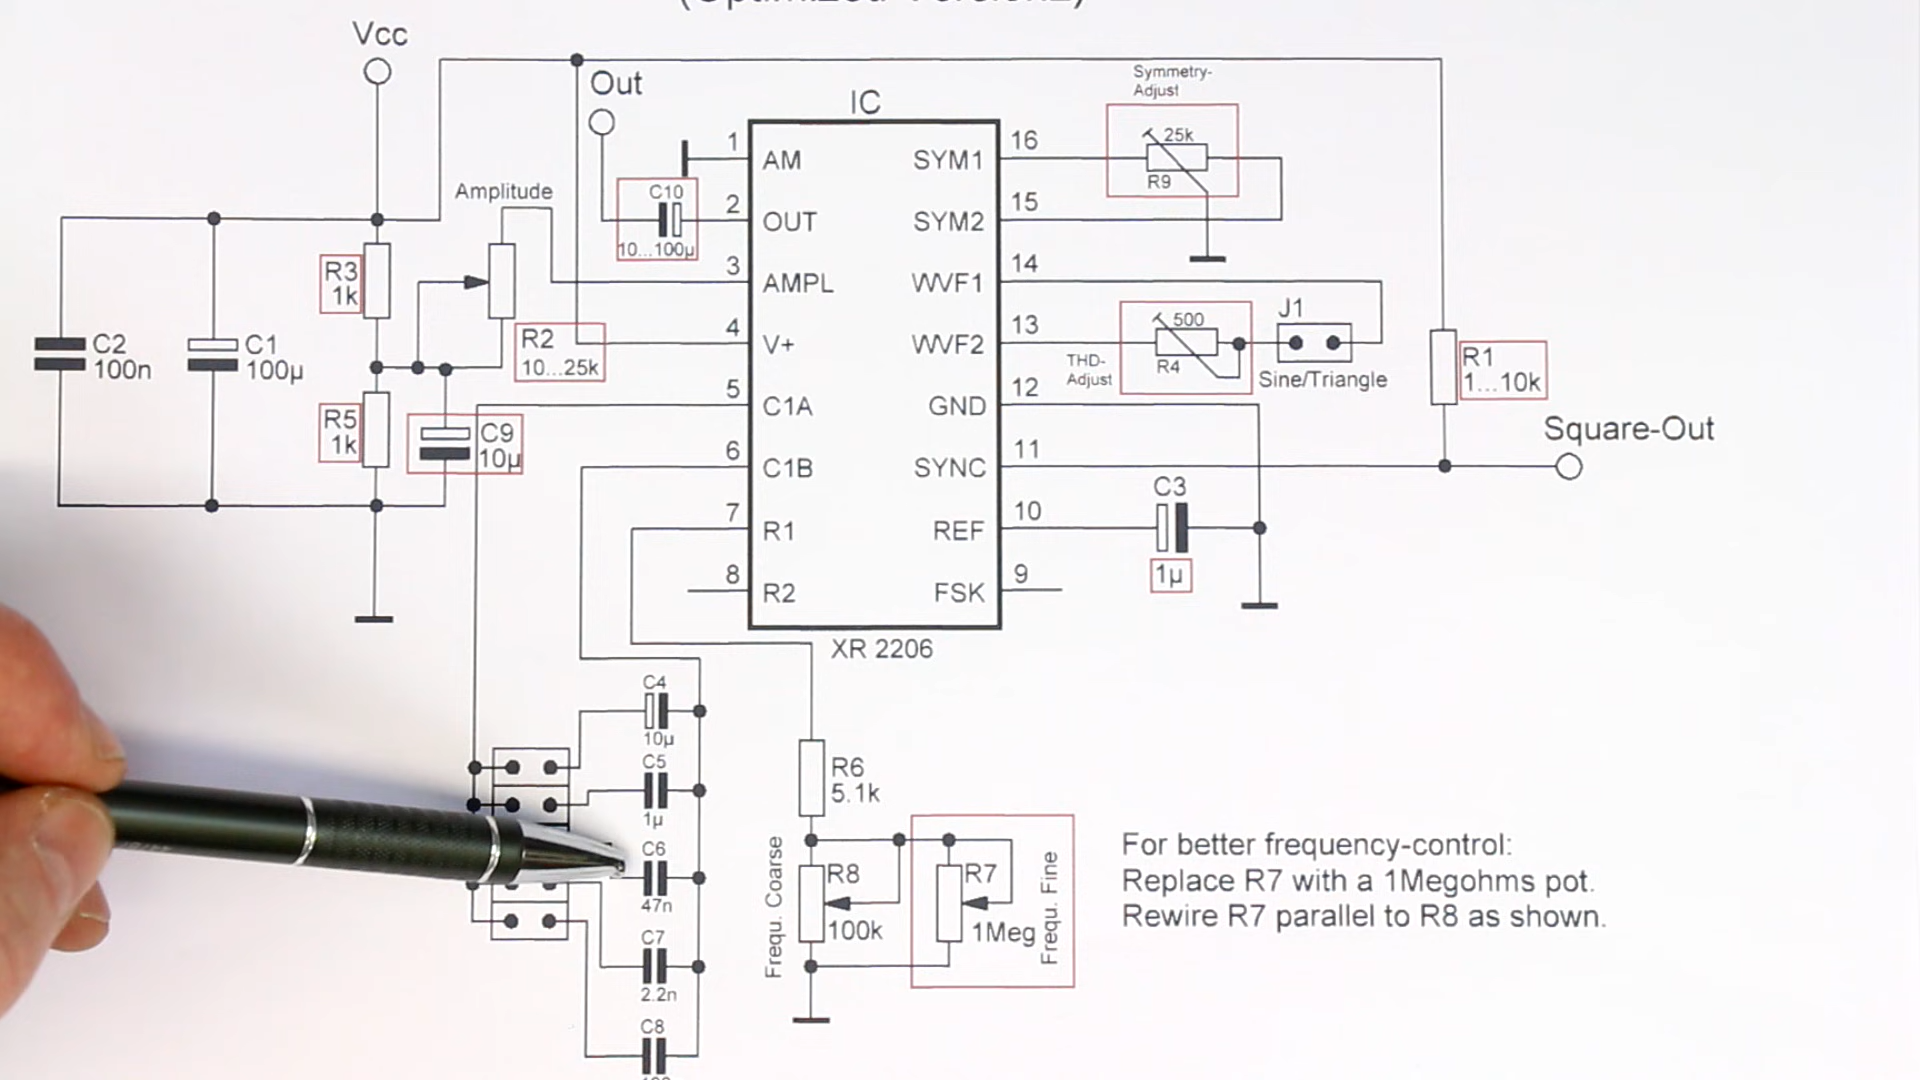 (Optimized Version2)
Vcc
Out
IC
Symmetry-
Adjust
25k
R9
Amplitude
C10
10...100µ
1 AM
2 OUT
3 AMPL
4 V+
5 C1A
6 C1B
7 R1
8 R2
SYM1 16
SYM2 15
WVF1 14
WVF2 13
GND 12
SYNC 11
REF 10
FSK 9
XR 2206
R3
1k
R2
10...25k
C2
100n
C1
100µ
R5
1k
C9
10µ
THD-
Adjust
500
R4
J1
Sine/Triangle
R1
1...10k
Square-Out
C3
1µ
C4
10µ
C5
1µ
C6
47n
C7
2.2n
C8
R6
5.1k
Frequ. Coarse
R8
100k
R7
1Meg
Frequ. Fine
For better frequency-control:
Replace R7 with a 1Megohms pot.
Rewire R7 parallel to R8 as shown.